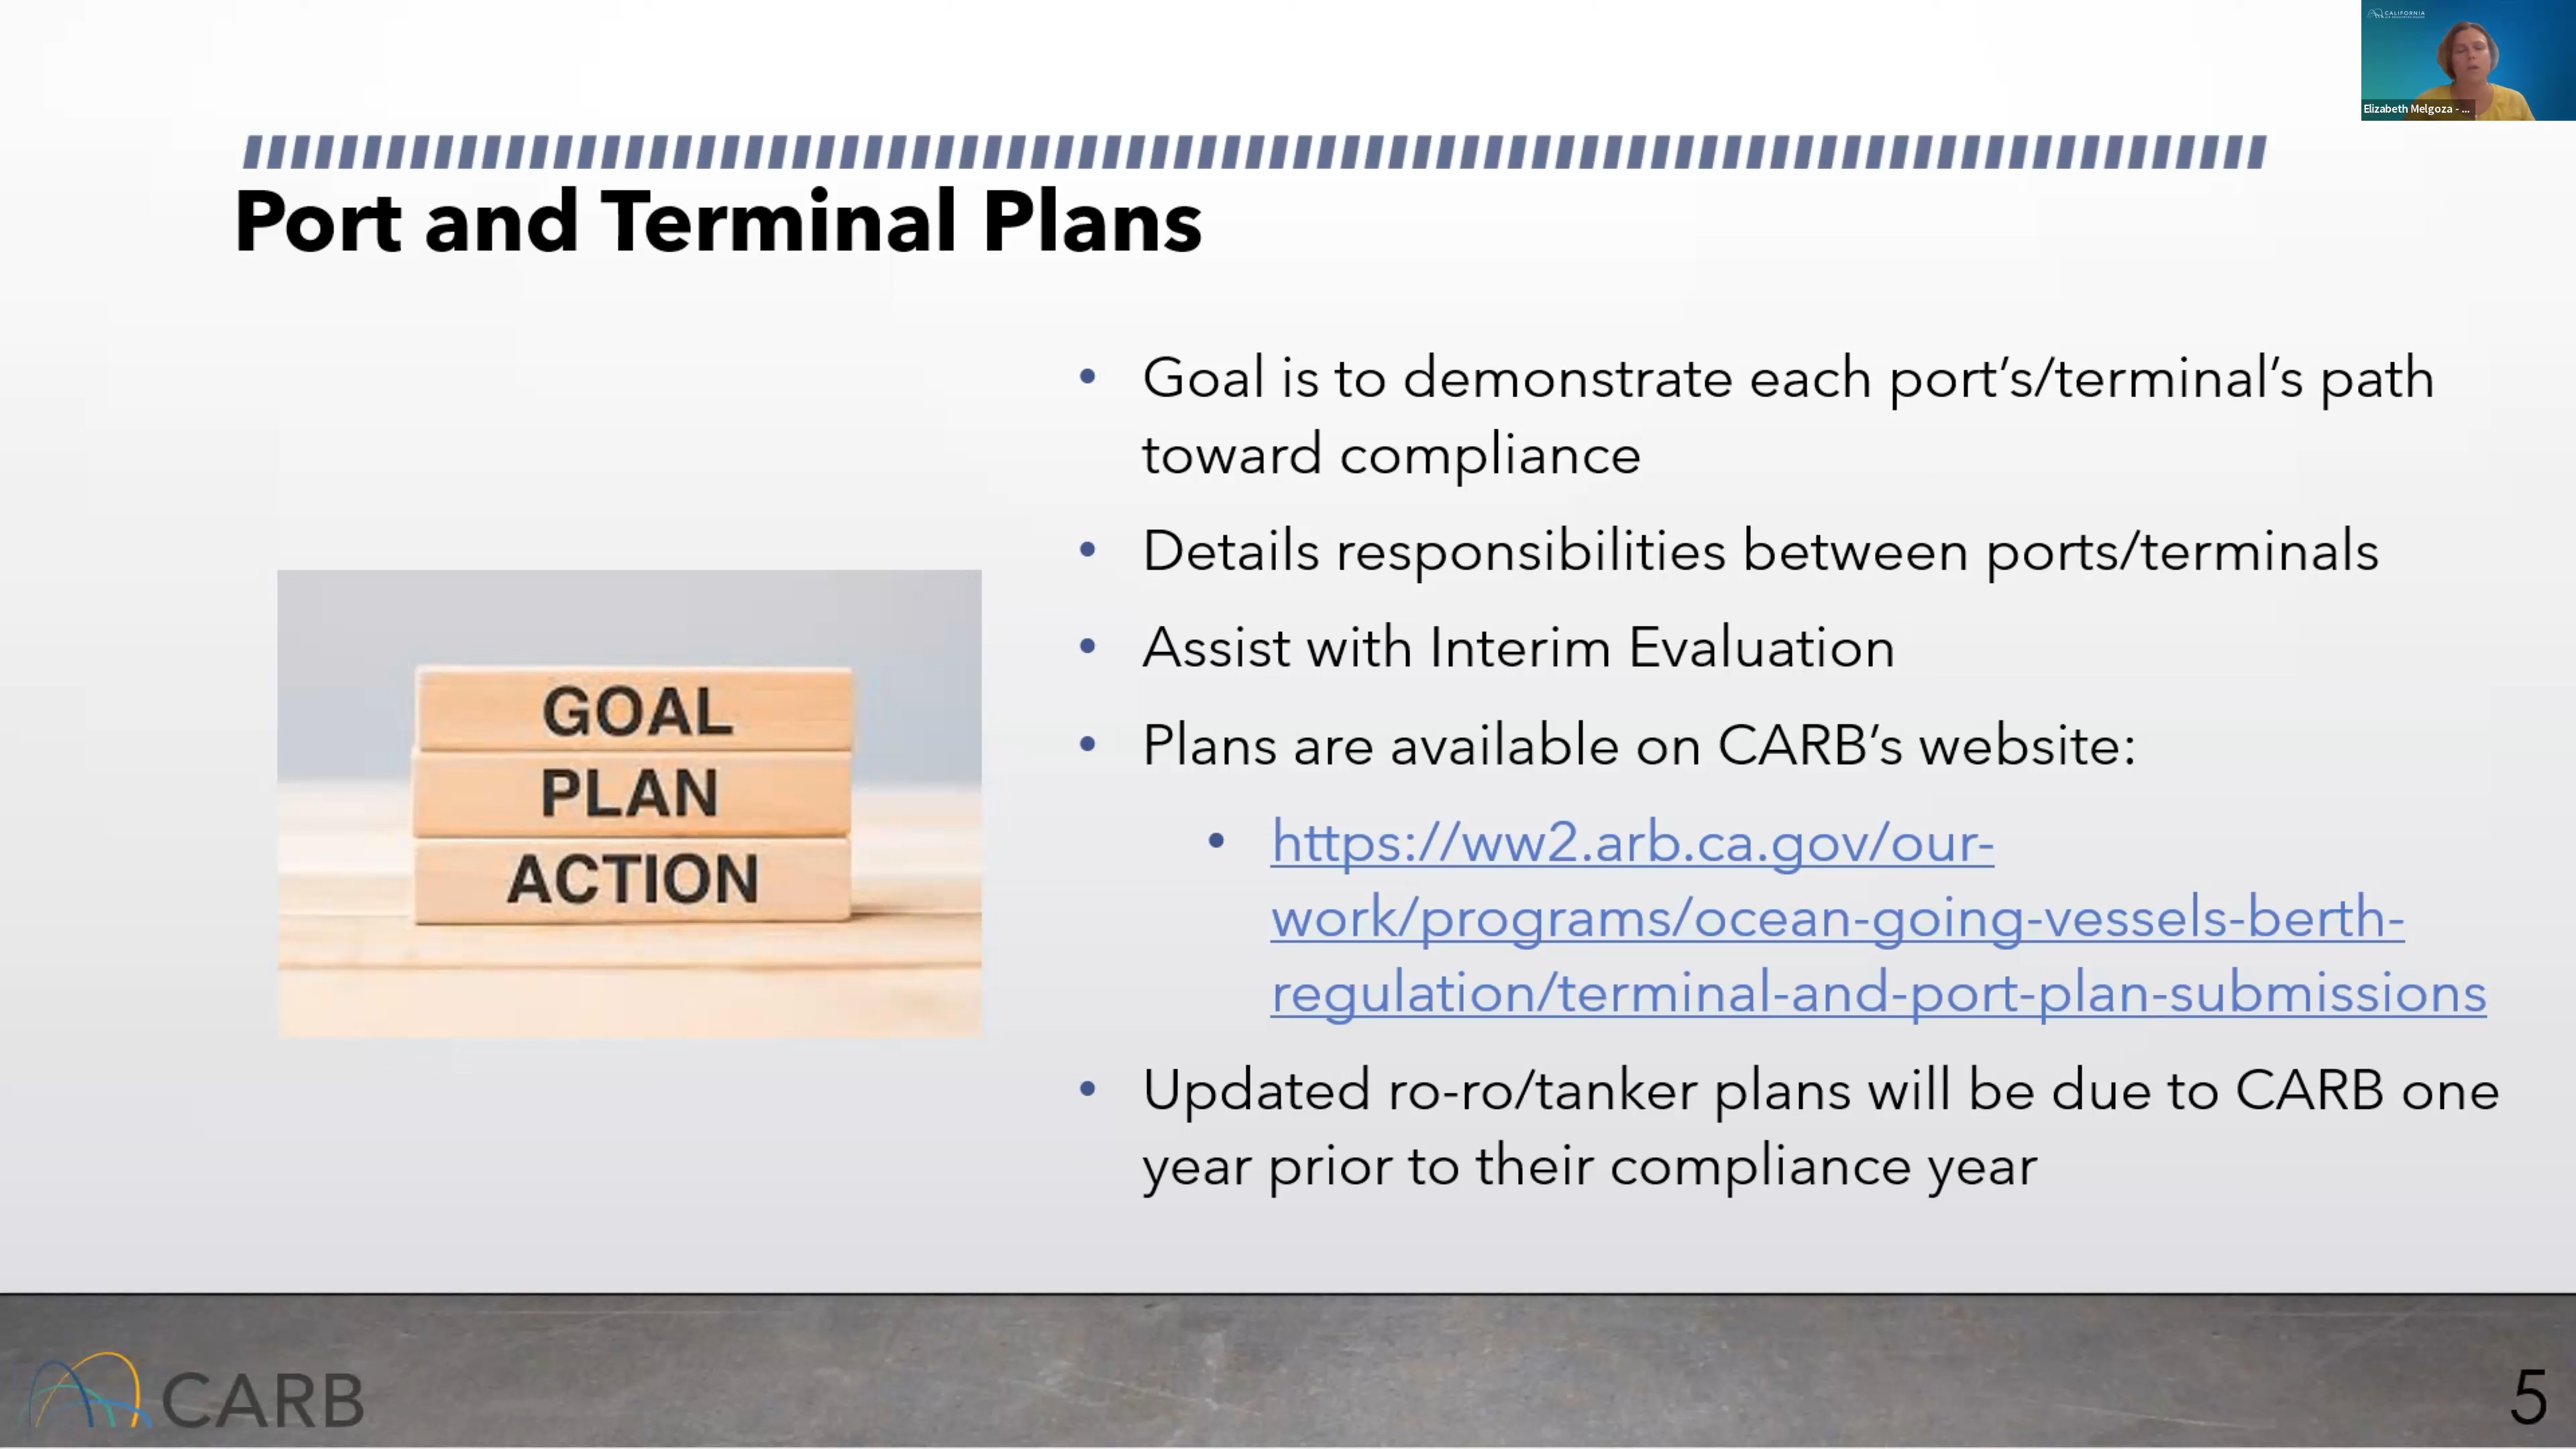 CALIFORNIA
Elizabeth Melgoza - ...
Port and Terminal Plans
• Goal is to demonstrate each port’s/terminal’s path
toward compliance
• Details responsibilities between ports/terminals
• Assist with Interim Evaluation
• Plans are available on CARB’s website:
• https://ww2.arb.ca.gov/our-
work/programs/ocean-going-vessels-berth-
regulation/terminal-and-port-plan-submissions
• Updated ro-ro/tanker plans will be due to CARB one
year prior to their compliance year
GOAL
PLAN
ACTION
CARB
5